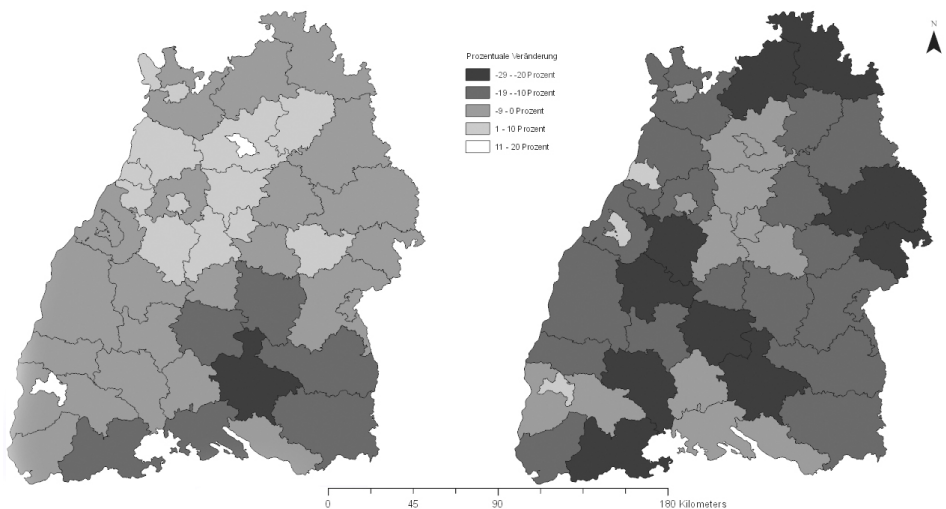 N
Prozentuale Veränderung
-29 - -20 Prozent
-19 - -10 Prozent
-9 - 0 Prozent
1 - 10 Prozent
11 - 20 Prozent
0 45 90 180 Kilometers